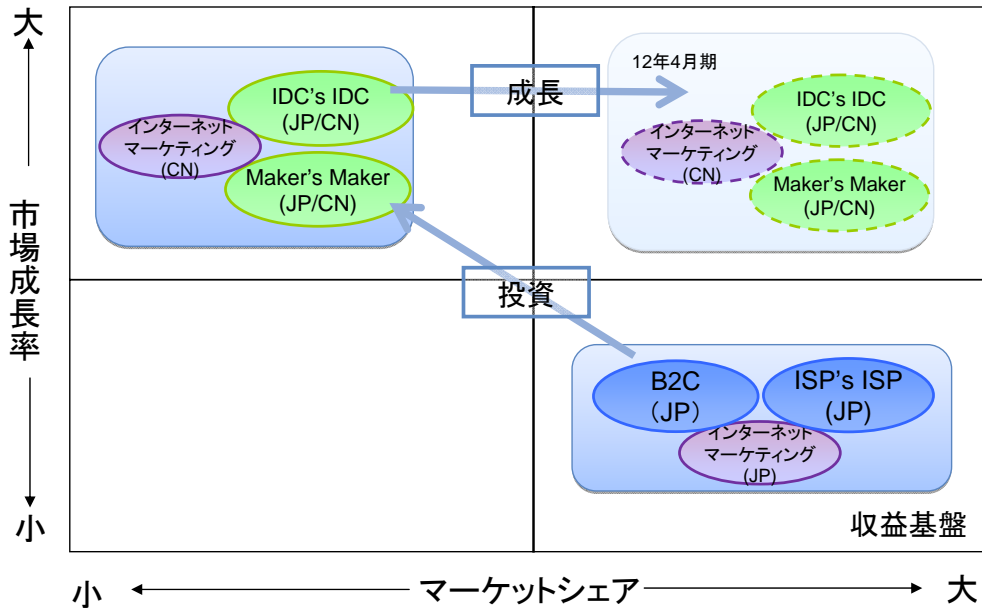 大
市場成長率
小
IDC's IDC
(JP/CN)
インターネット
マーケティング
(CN)
Maker's Maker
(JP/CN)
成長
12年4月期
IDC's IDC
(JP/CN)
インターネット
マーケティング
(CN)
Maker's Maker
(JP/CN)
投資
B2C
(JP)
ISP's ISP
(JP)
インターネット
マーケティング
(JP)
収益基盤
小
マーケットシェア
大